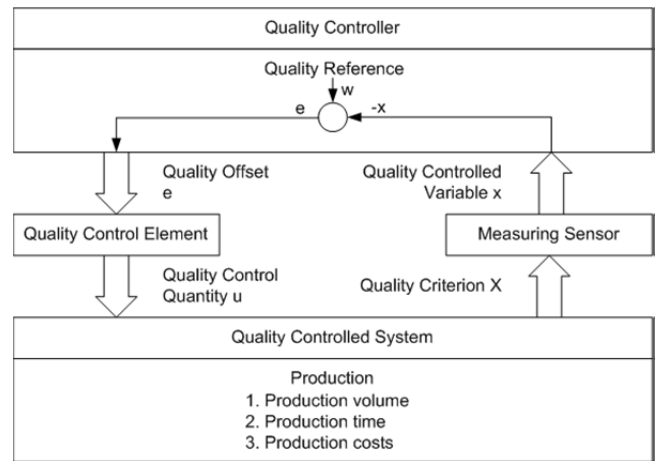 Quality Controller
Quality Reference
w
e
-x
Quality Offset
e
Quality Controlled
Variable x
Quality Control Element
Measuring Sensor
Quality Control
Quantity u
Quality Criterion X
Quality Controlled System
Production
1. Production volume
2. Production time
3. Production costs